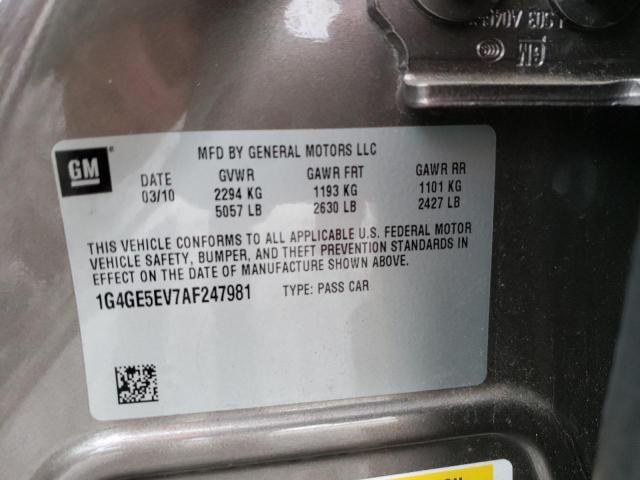 GM
MFD BY GENERAL MOTORS LLC
DATE GVWR GAWR FRT GAWR RR
03/10 2294 KG 1193 KG 1101 KG
5057 LB 2630 LB 2427 LB
THIS VEHICLE CONFORMS TO ALL APPLICABLE U.S. FEDERAL MOTOR
VEHICLE SAFETY, BUMPER, AND THEFT PREVENTION STANDARDS IN
EFFECT ON THE DATE OF MANUFACTURE SHOWN ABOVE.
1G4GE5EV7AF247981 TYPE: PASS CAR
GM